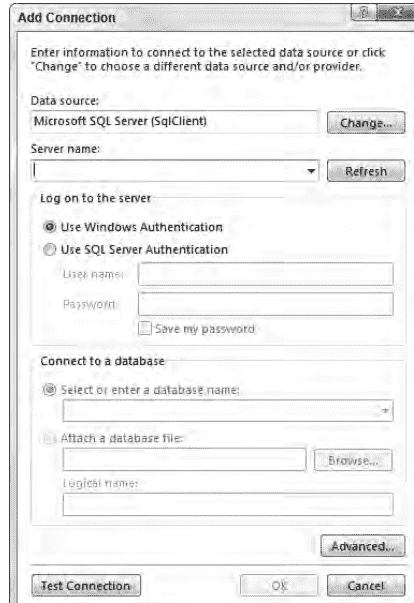 Add Connection
Enter information to connect to the selected data source or click
"Change" to choose a different data source and/or provider.
Data source:
Microsoft SQL Server (SqlClient)
Change...
Server name:
Refresh
Log on to the server
Use Windows Authentication
Use SQL Server Authentication
User name:
Password:
Save my password
Connect to a database
Select or enter a database name:
Attach a database file:
Browse...
Logical name:
Advanced...
Test Connection
OK
Cancel